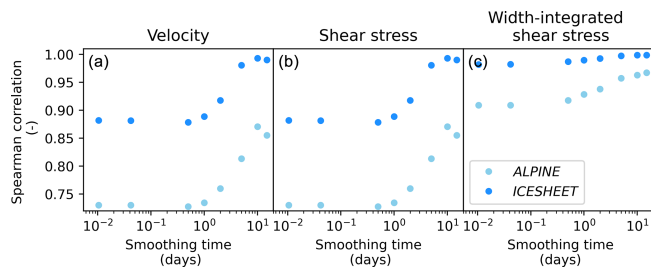 Velocity
Shear stress
Width-integrated
shear stress
(a)
(b)
(c)
Spearman correlation
(-)
1.00
0.95
0.90
0.85
0.80
0.75
ALPINE
ICESHEET
10⁻² 10⁻¹ 10⁰ 10¹
10⁻² 10⁻¹ 10⁰ 10¹
10⁻² 10⁻¹ 10⁰ 10¹
Smoothing time
(days)
Smoothing time
(days)
Smoothing time
(days)